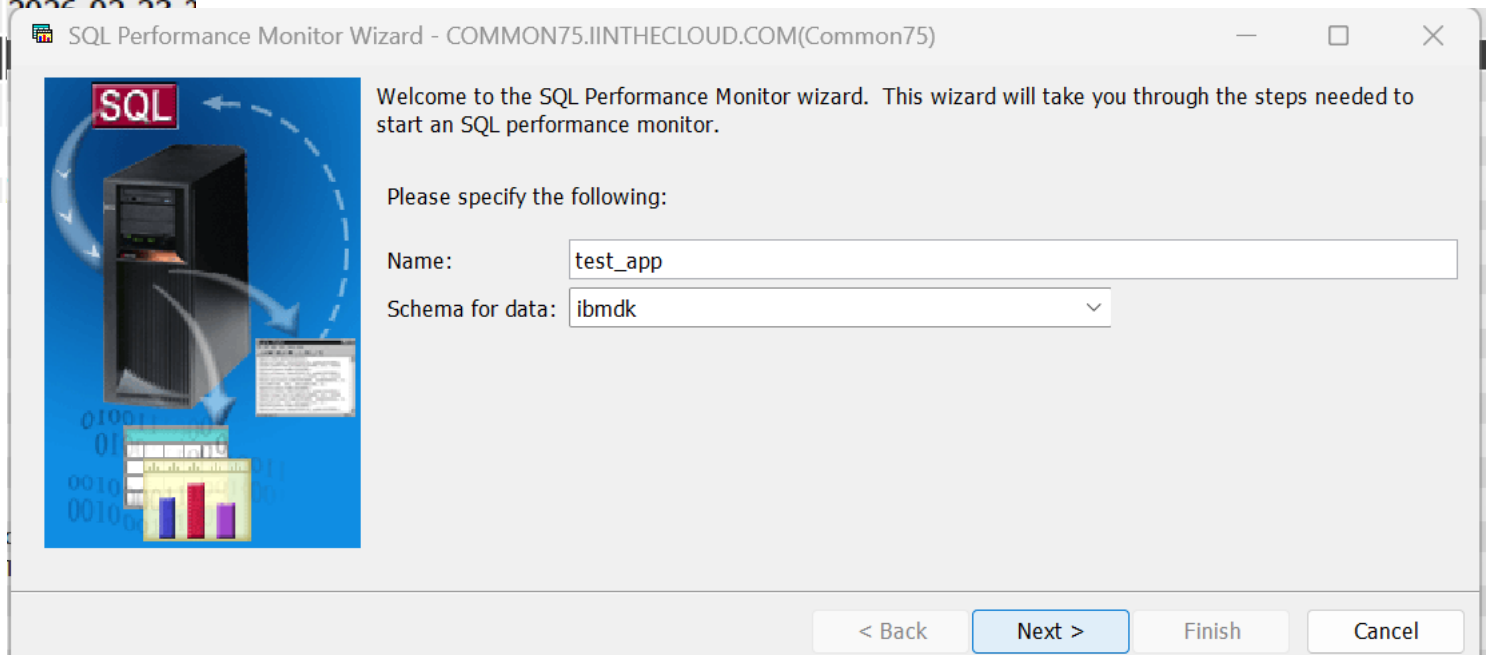 SQL Performance Monitor Wizard - COMMON75.IINTHECLOUD.COM(Common75)
SQL
Welcome to the SQL Performance Monitor wizard.  This wizard will take you through the steps needed to
start an SQL performance monitor.
Please specify the following:
Name: test_app
Schema for data: ibmdk
< Back Next > Finish Cancel